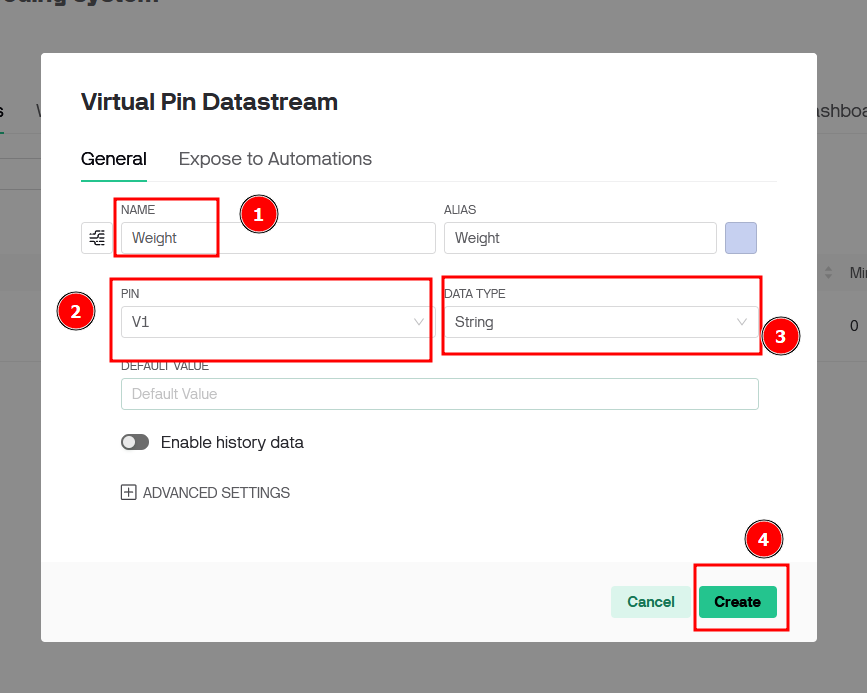 Virtual Pin Datastream
General Expose to Automations
NAME 1 ALIAS
Weight Weight
2 PIN DATA TYPE
V1 String 3
DEFAULT VALUE
Default Value
Enable history data
ADVANCED SETTINGS
4
Cancel Create
0